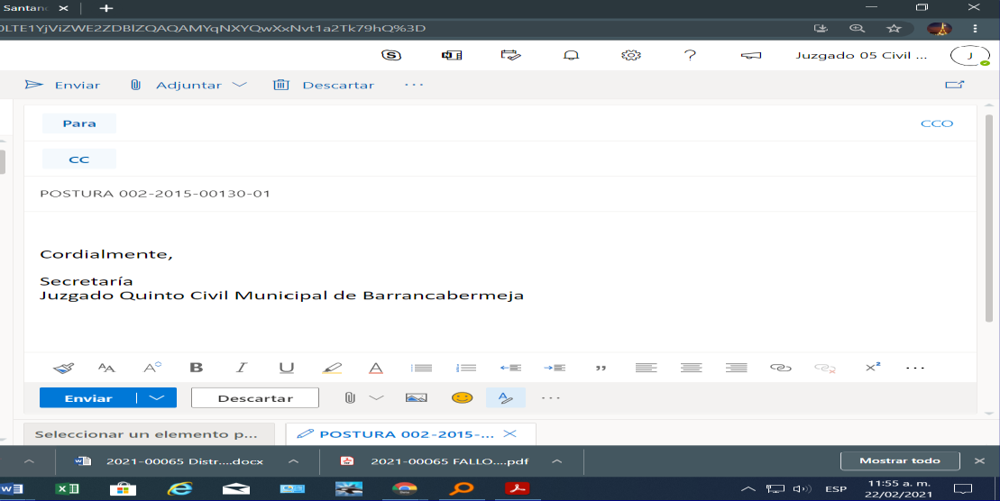 Santan
0LTE1YjViZWE2ZDBlZQAQAMYqNXYQwXxNvt1a2Tk79hQ%3D
Juzgado 05 Civil ... J
Enviar Adjuntar Descartar ...
Para CCO
CC
POSTURA 002-2015-00130-01
Cordialmente,
Secretaría
Juzgado Quinto Civil Municipal de Barrancabermeja
Enviar Descartar
Seleccionar un elemento p... POSTURA 002-2015-...
2021-00065 Distr....docx 2021-00065 FALLO....pdf Mostrar todo
ESP 11:55 a. m.
22/02/2021